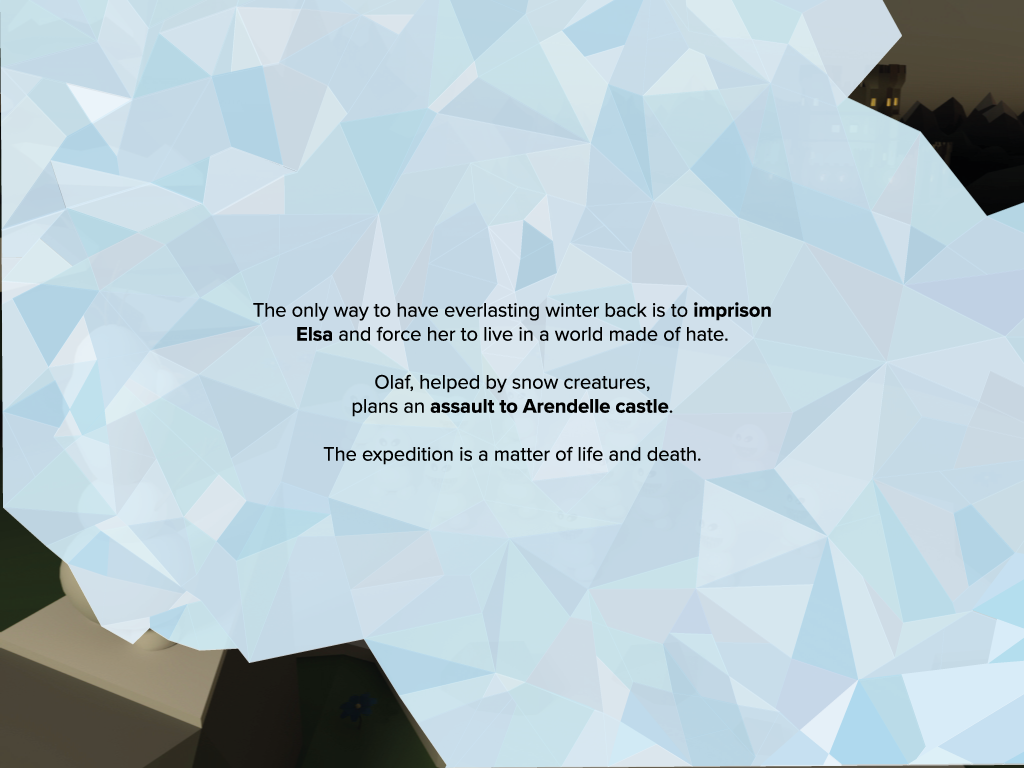 The only way to have everlasting winter back is to imprison
Elsa and force her to live in a world made of hate.
Olaf, helped by snow creatures,
plans an assault to Arendelle castle.
The expedition is a matter of life and death.